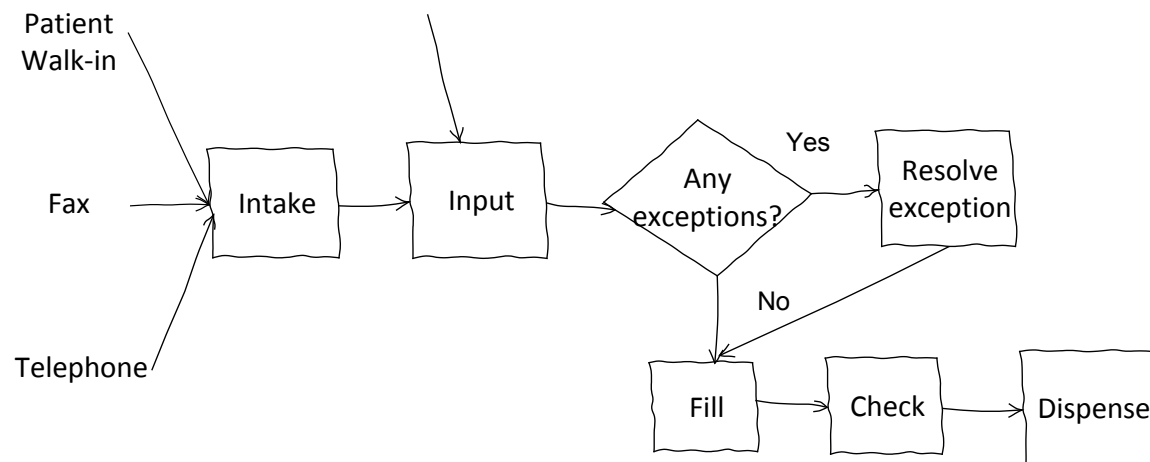 Patient
Walk-in
Fax
Telephone
Intake
Input
Any
exceptions?
Yes
Resolve
exception
No
Fill
Check
Dispense